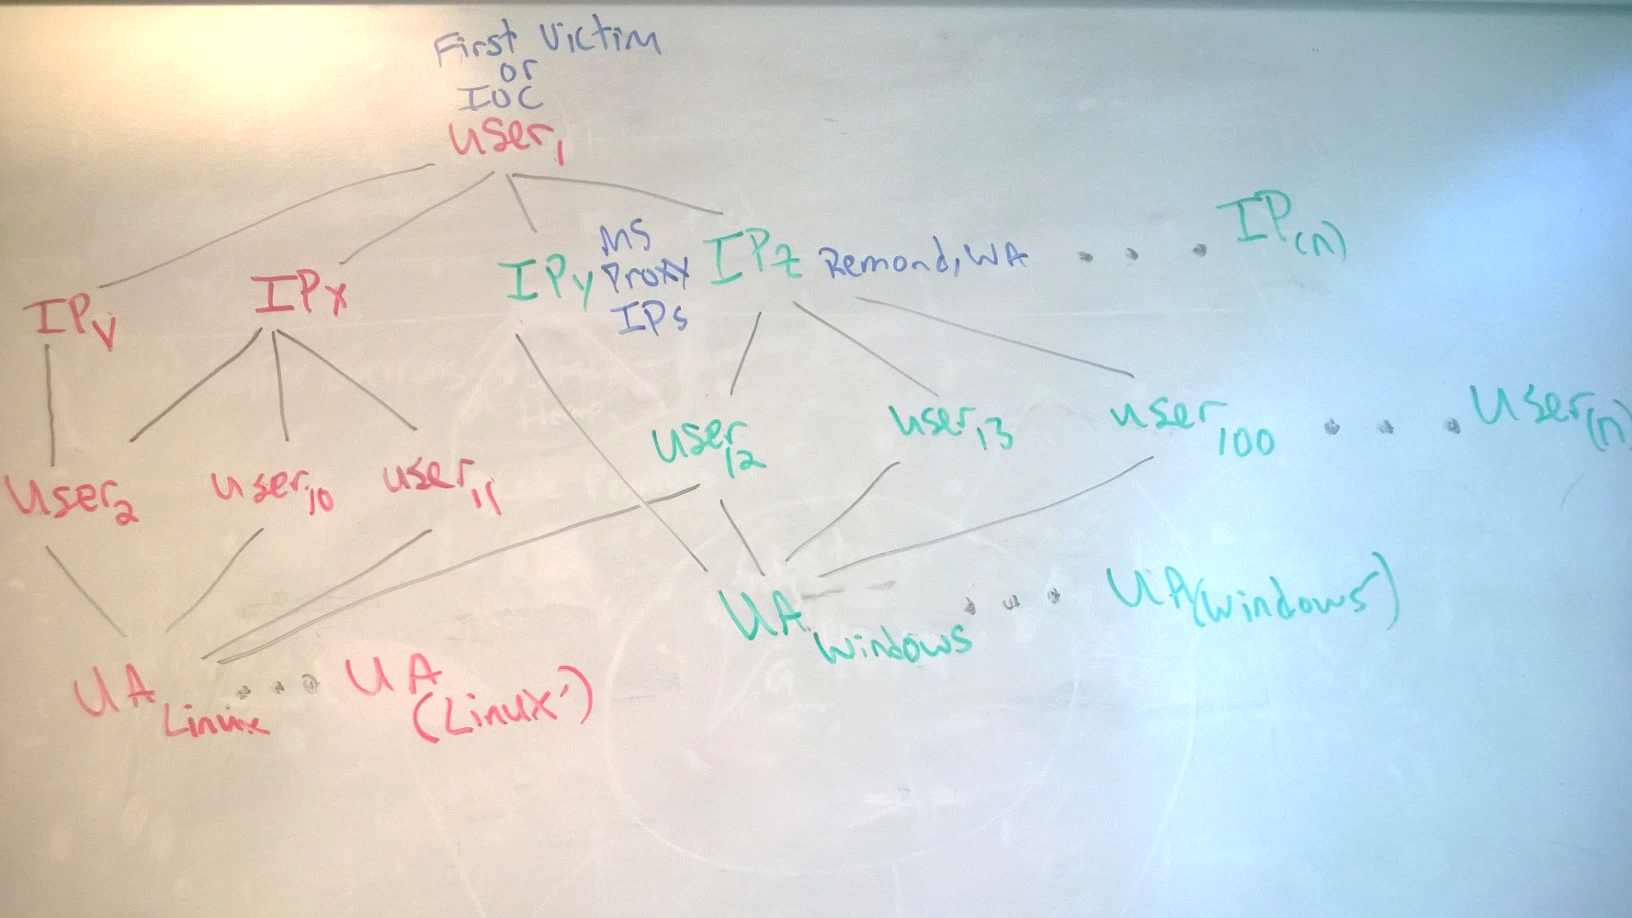 First Victim
or
IOC
user1
IPv
IPx
IPy
MS
Proxy
IPs
IPz
Remond, WA
IP(n)
user2
user10
user11
user12
user13
user100
user(n)
UA Linux
UA (Linux')
UA Windows
UA(Windows)